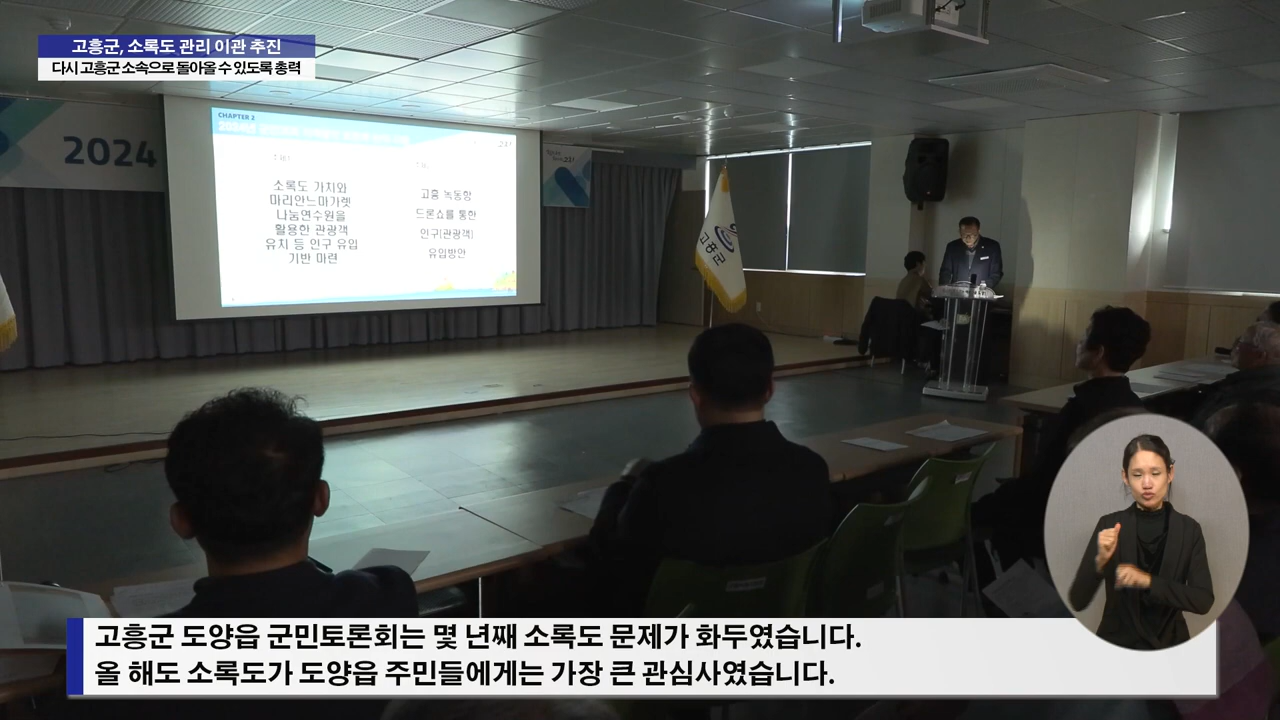 고흥군, 소록도 관리 이관 추진
다시 고흥군 소속으로 돌아올 수 있도록 총력
2024
CHAPTER 2
소록도 가치와
마리안느마가렛
나눔연수원을
활용한 관광객
유치 등 인구 유입
기반 마련
고흥 녹동항
드론쇼를 통한
인구(관광객)
유입방안
고흥군
고흥군 도양읍 군민토론회는 몇 년째 소록도 문제가 화두였습니다.
올 해도 소록도가 도양읍 주민들에게는 가장 큰 관심사였습니다.